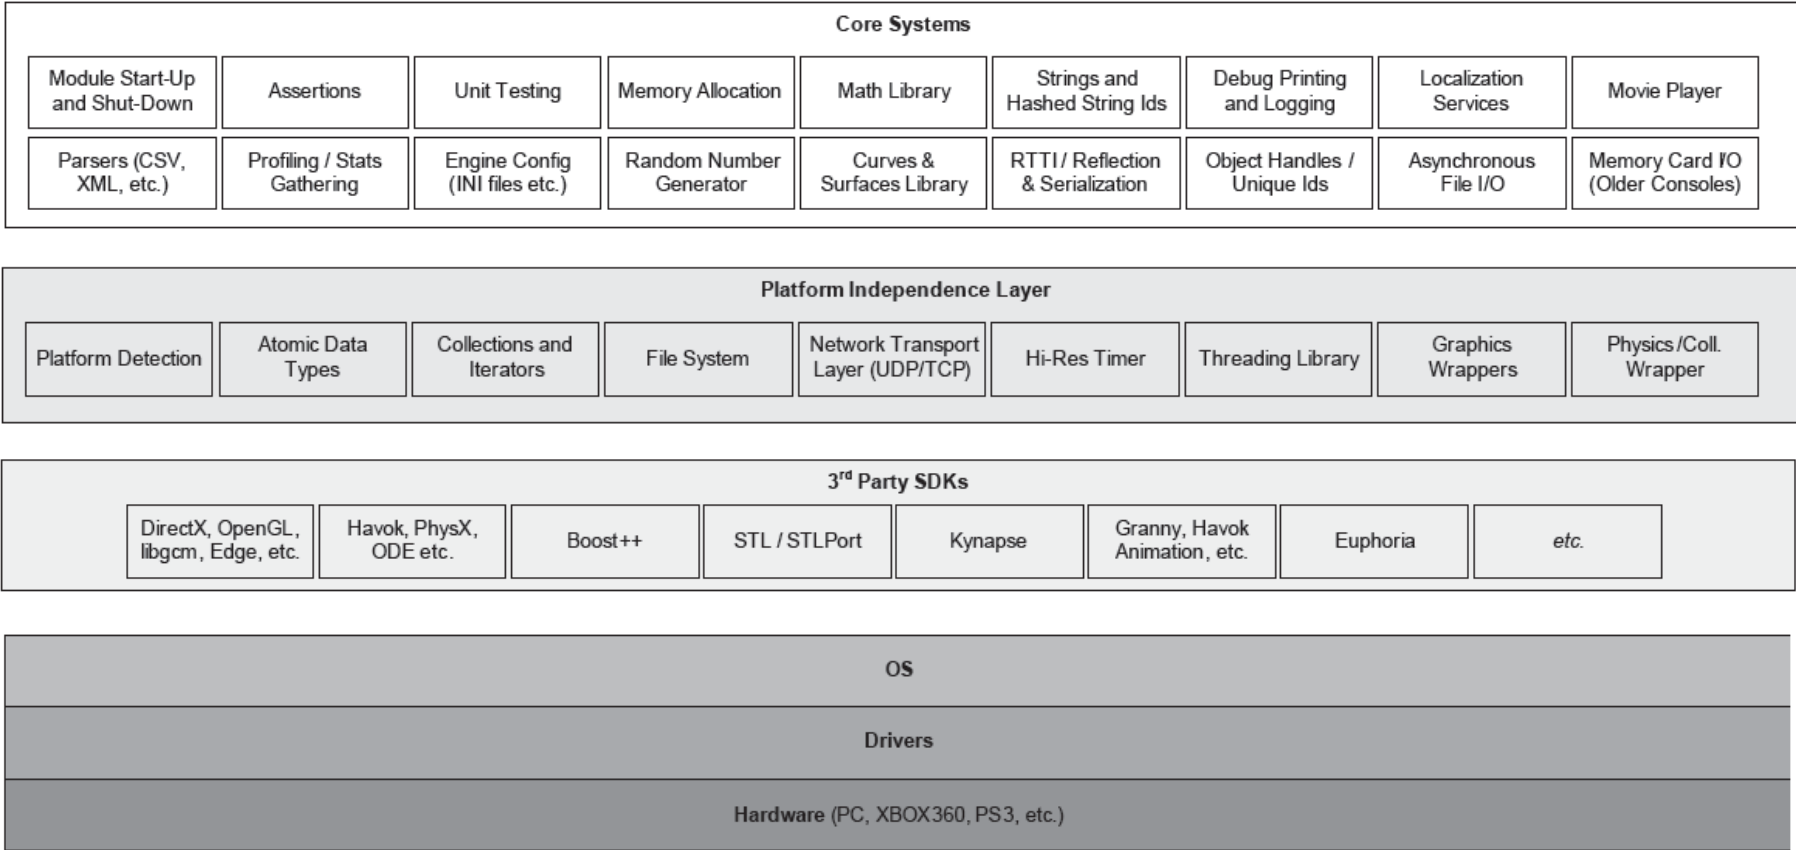 Core Systems
Module Start-Up
and Shut-Down
Assertions
Unit Testing
Memory Allocation
Math Library
Strings and
Hashed String Ids
Debug Printing
and Logging
Localization
Services
Movie Player
Parsers (CSV,
XML, etc.)
Profiling / Stats
Gathering
Engine Config
(INI files etc.)
Random Number
Generator
Curves &
Surfaces Library
RTTI / Reflection
& Serialization
Object Handles /
Unique Ids
Asynchronous
File I/O
Memory Card I/O
(Older Consoles)
Platform Independence Layer
Platform Detection
Atomic Data
Types
Collections and
Iterators
File System
Network Transport
Layer (UDP/TCP)
Hi-Res Timer
Threading Library
Graphics
Wrappers
Physics/Coll.
Wrapper
3rd Party SDKs
DirectX, OpenGL,
libgcm, Edge, etc.
Havok, PhysX,
ODE etc.
Boost++
STL / STLPort
Kynapse
Granny, Havok
Animation, etc.
Euphoria
etc.
OS
Drivers
Hardware (PC, XBOX360, PS3, etc.)